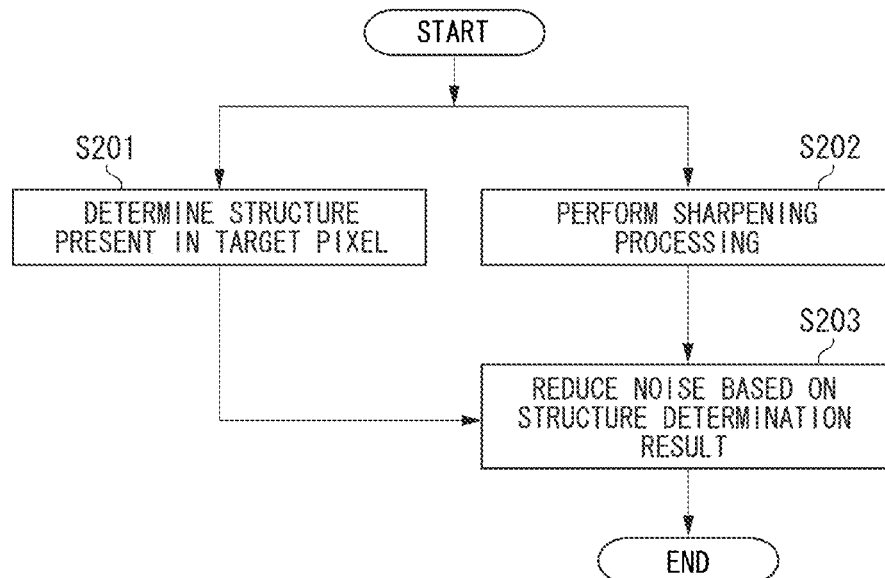 START
S201
DETERMINE STRUCTURE
PRESENT IN TARGET PIXEL
S202
PERFORM SHARPENING
PROCESSING
S203
REDUCE NOISE BASED ON
STRUCTURE DETERMINATION
RESULT
END